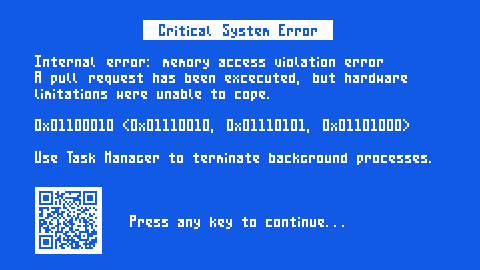 Critical System Error
Internal error: memory access violation error
A pull request has been excecuted, but hardware
limitations were unable to cope.
0x01100010 <0x01110010, 0x01110101, 0x01101000>
Use Task Manager to terminate background processes.
Press any key to continue...